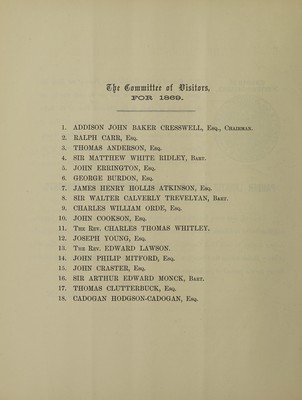 The Committee of Visitors,
FOR 1869.
1. ADDISON JOHN BAKER CRESSWELL, Esq., Chairman.
2. RALPH CARR, Esq.
3. THOMAS ANDERSON, Esq.
4. SIR MATTHEW WHITE RIDLEY, Bart.
5. JOHN ERRINGTON, Esq.
6. GEORGE BURDON, Esq.
7. JAMES HENRY HOLLIS ATKINSON, Esq.
8. SIR WALTER CALVERLY TREVELYAN, Bart.
9. CHARLES WILLIAM ORDE, Esq.
10. JOHN COOKSON, Esq.
11. The Rev. CHARLES THOMAS WHITLEY.
12. JOSEPH YOUNG, Esq.
13. The Rev. EDWARD LAWSON.
14. JOHN PHILIP MITFORD, Esq.
15. JOHN CRASTER, Esq.
16. SIR ARTHUR EDWARD MONCK, Bart.
17. THOMAS CLUTTERBUCK, Esq.
18. CADOGAN HODGSON-CADOGAN, Esq.